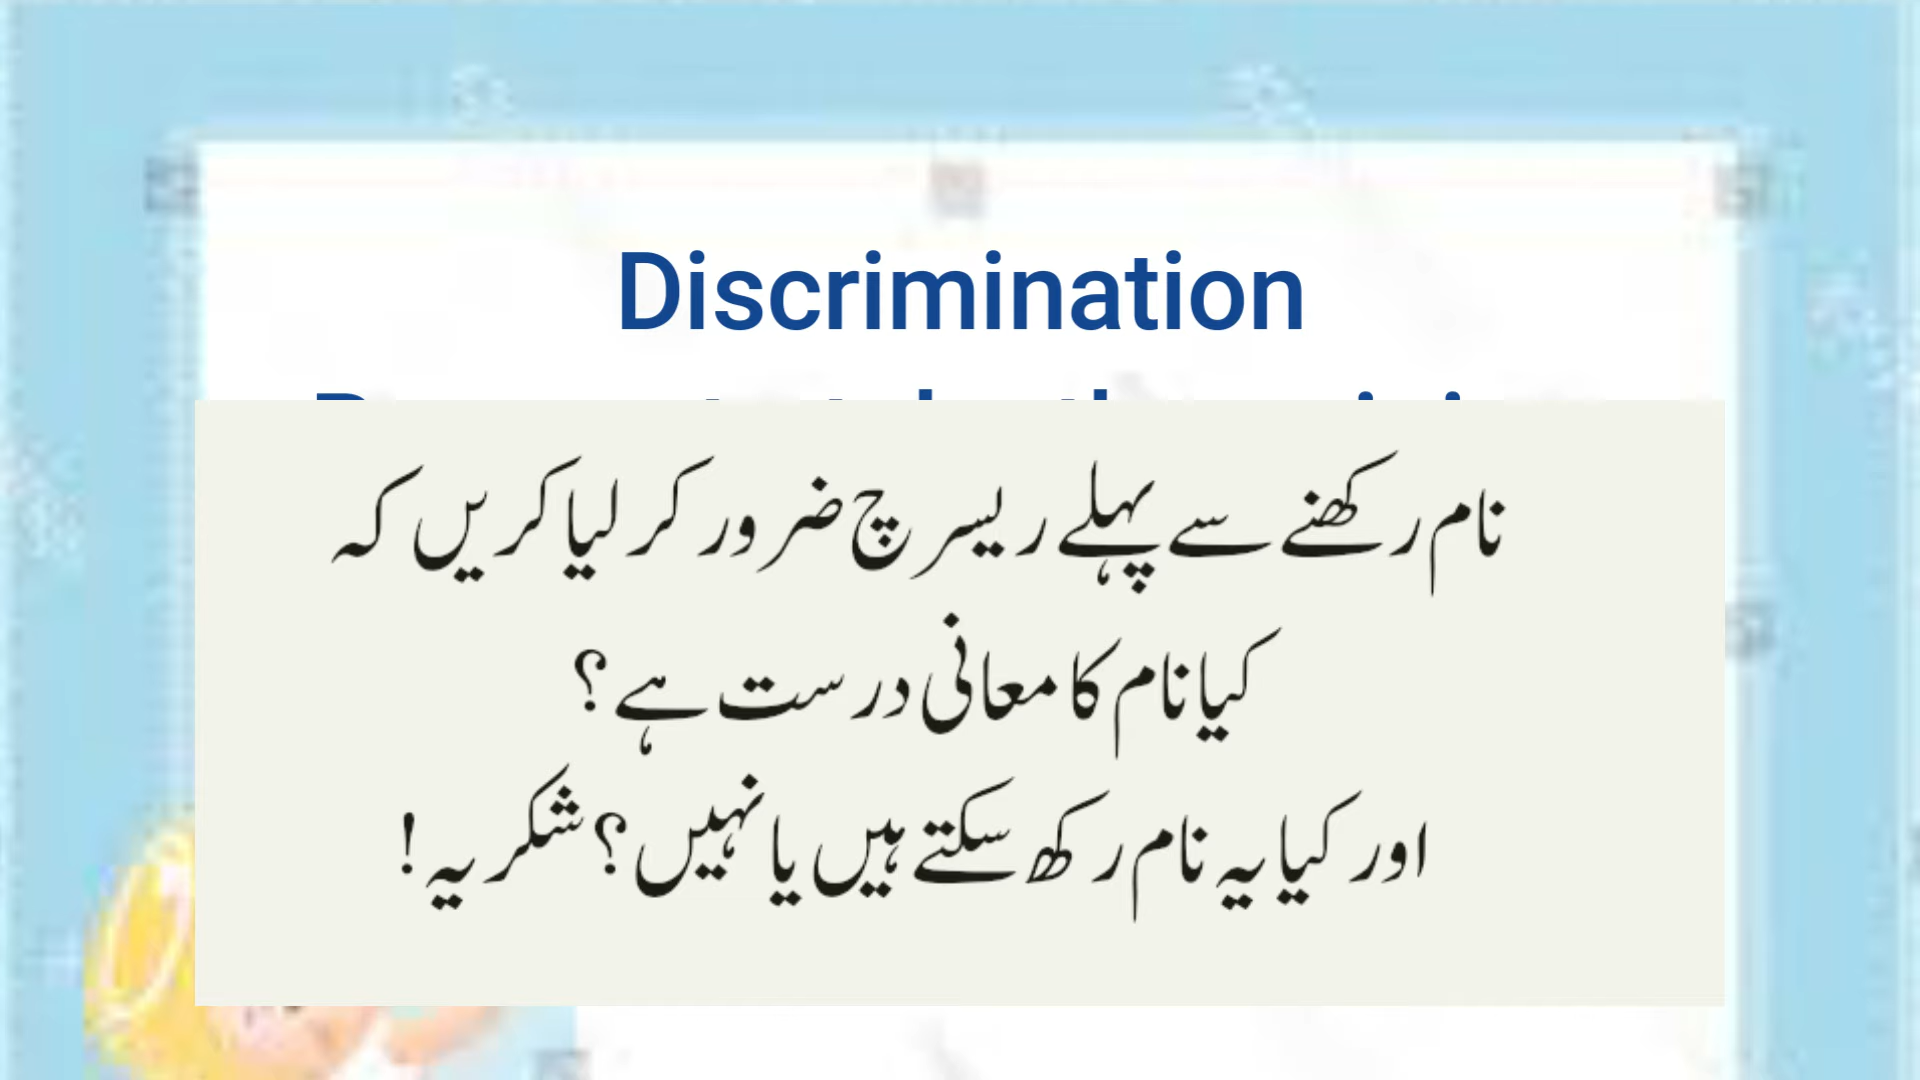 Discrimination
نام رکھنے سے پہلے ریسرچ ضرور کر لیا کریں کہ
کیا نام کا معانی درست ہے؟
اور کیا یہ نام رکھ سکتے ہیں یا نہیں؟ شکریہ!